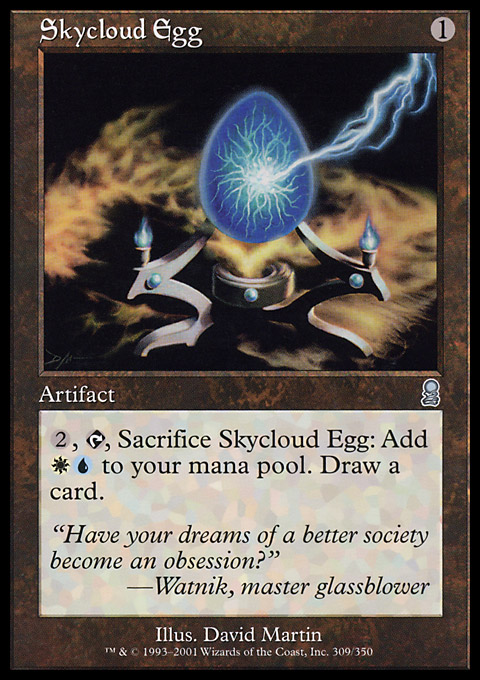 Skycloud Egg 1
Artifact
2, , Sacrifice Skycloud Egg: Add
to your mana pool. Draw a
card.
“Have your dreams of a better society
become an obsession?”
—Watnik, master glassblower
Illus. David Martin
™ & © 1993–2001 Wizards of the Coast, Inc. 309/350